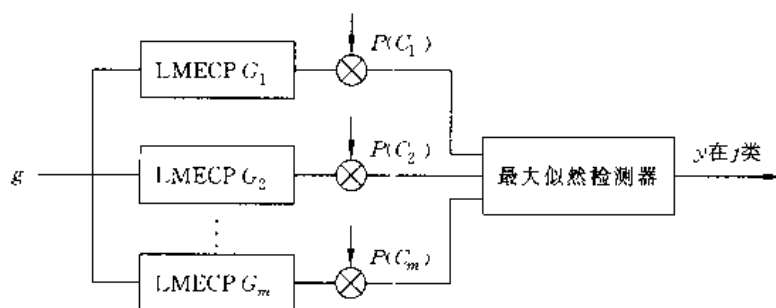 P(C₁)
LMECP G₁
P(C₂)
g
LMECP G₂
最大似然检测器
y在j类
P(Cₘ)
LMECP Gₘ